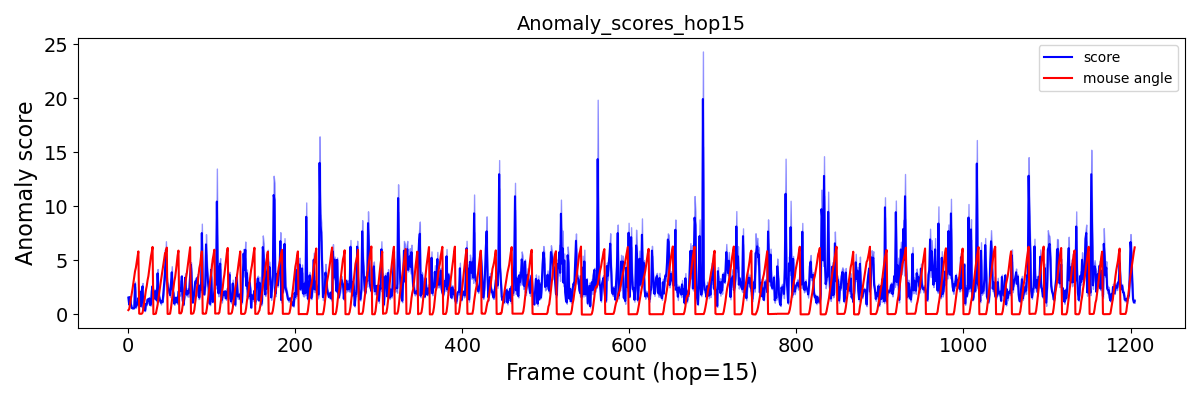 Anomaly_scores_hop15
25
20
15
10
5
0
Anomaly score
score
mouse angle
0 200 400 600 800 1000 1200
Frame count (hop=15)